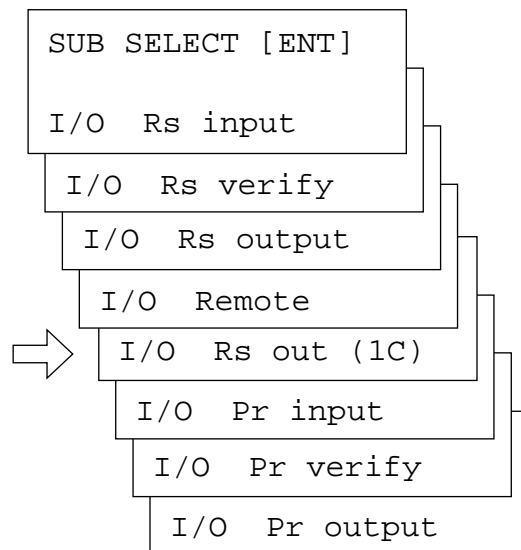 SUB SELECT [ENT]
I/O Rs input
I/O Rs verify
I/O Rs output
I/O Remote
I/O Rs out (1C)
I/O Pr input
I/O Pr verify
I/O Pr output